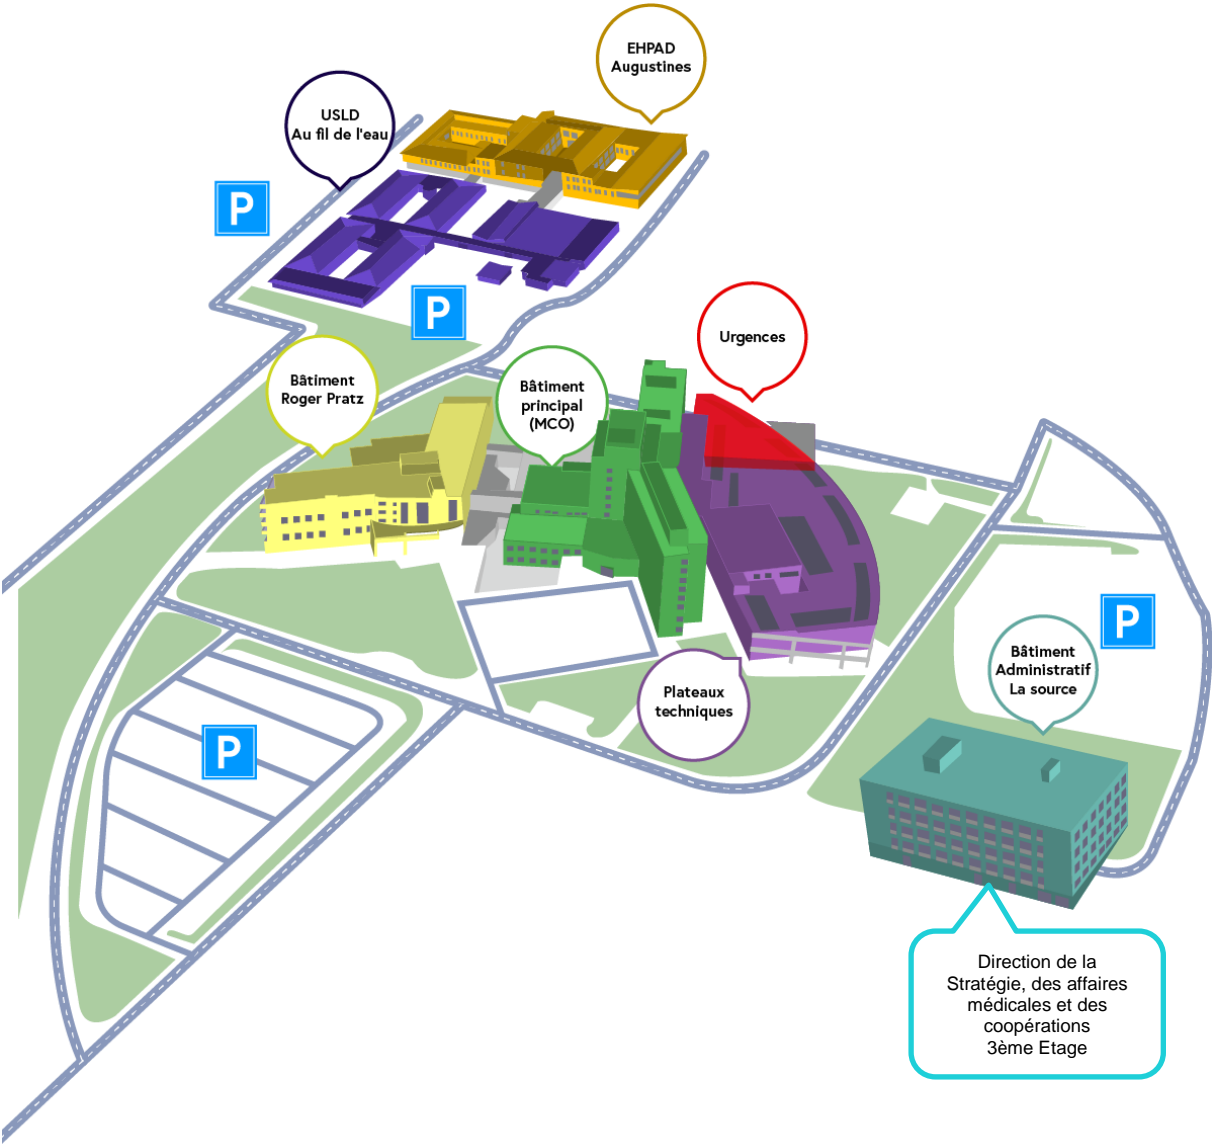 EHPAD
Augustines
USLD
Au fil de l'eau
P
P
Urgences
Bâtiment
Roger Pratz
Bâtiment
principal
(MCO)
P
Bâtiment
Administratif
La source
Plateaux
techniques
P
Direction de la
Stratégie, des affaires
médicales et des
coopérations
3ème Etage